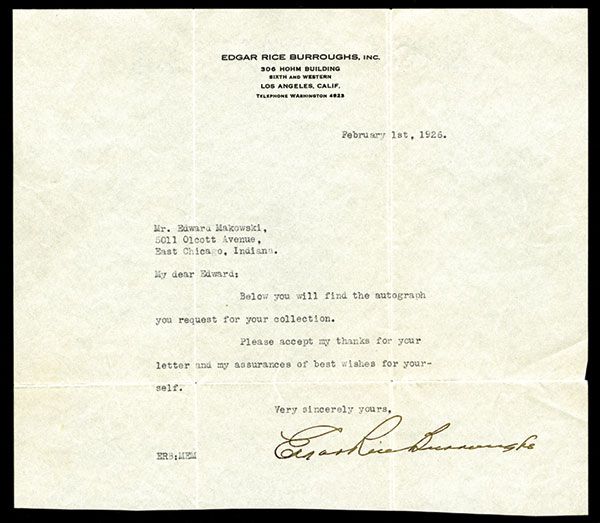 EDGAR RICE BURROUGHS, INC.
306 HOHM BUILDING
SIXTH AND WESTERN
LOS ANGELES, CALIF.
TELEPHONE WASHINGTON 4823
February 1st, 1926.
Mr. Edward Makowski,
5011 Olcott Avenue,
East Chicago, Indiana.
My dear Edward:
Below you will find the autograph
you request for your collection.
Please accept my thanks for your
letter and my assurances of best wishes for your-
self.
Very sincerely yours,
Edgar Rice Burroughs
ERB:MEM